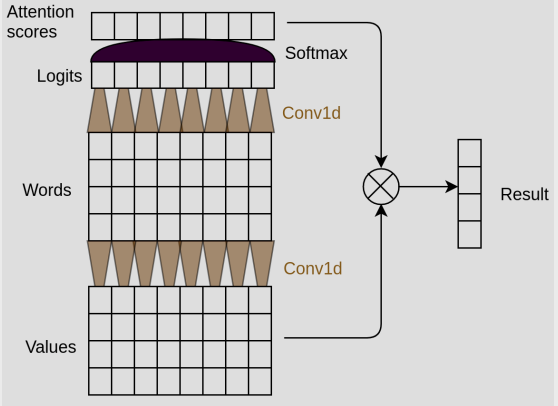 Attention
scores
Softmax
Logits
Conv1d
Words
Result
Conv1d
Values